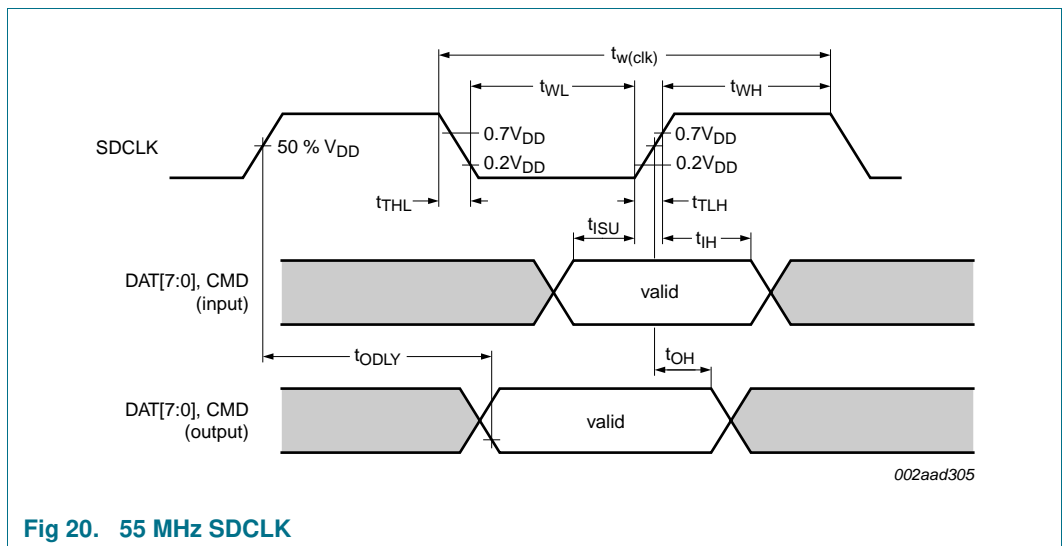 tw(clk)
tWL
tWH
SDCLK
50 % VDD
0.7VDD
0.2VDD
0.7VDD
0.2VDD
tTHL
tTLH
tISU
tIH
DAT[7:0], CMD
(input)
valid
tODLY
tOH
DAT[7:0], CMD
(output)
valid
002aad305
Fig 20. 55 MHz SDCLK